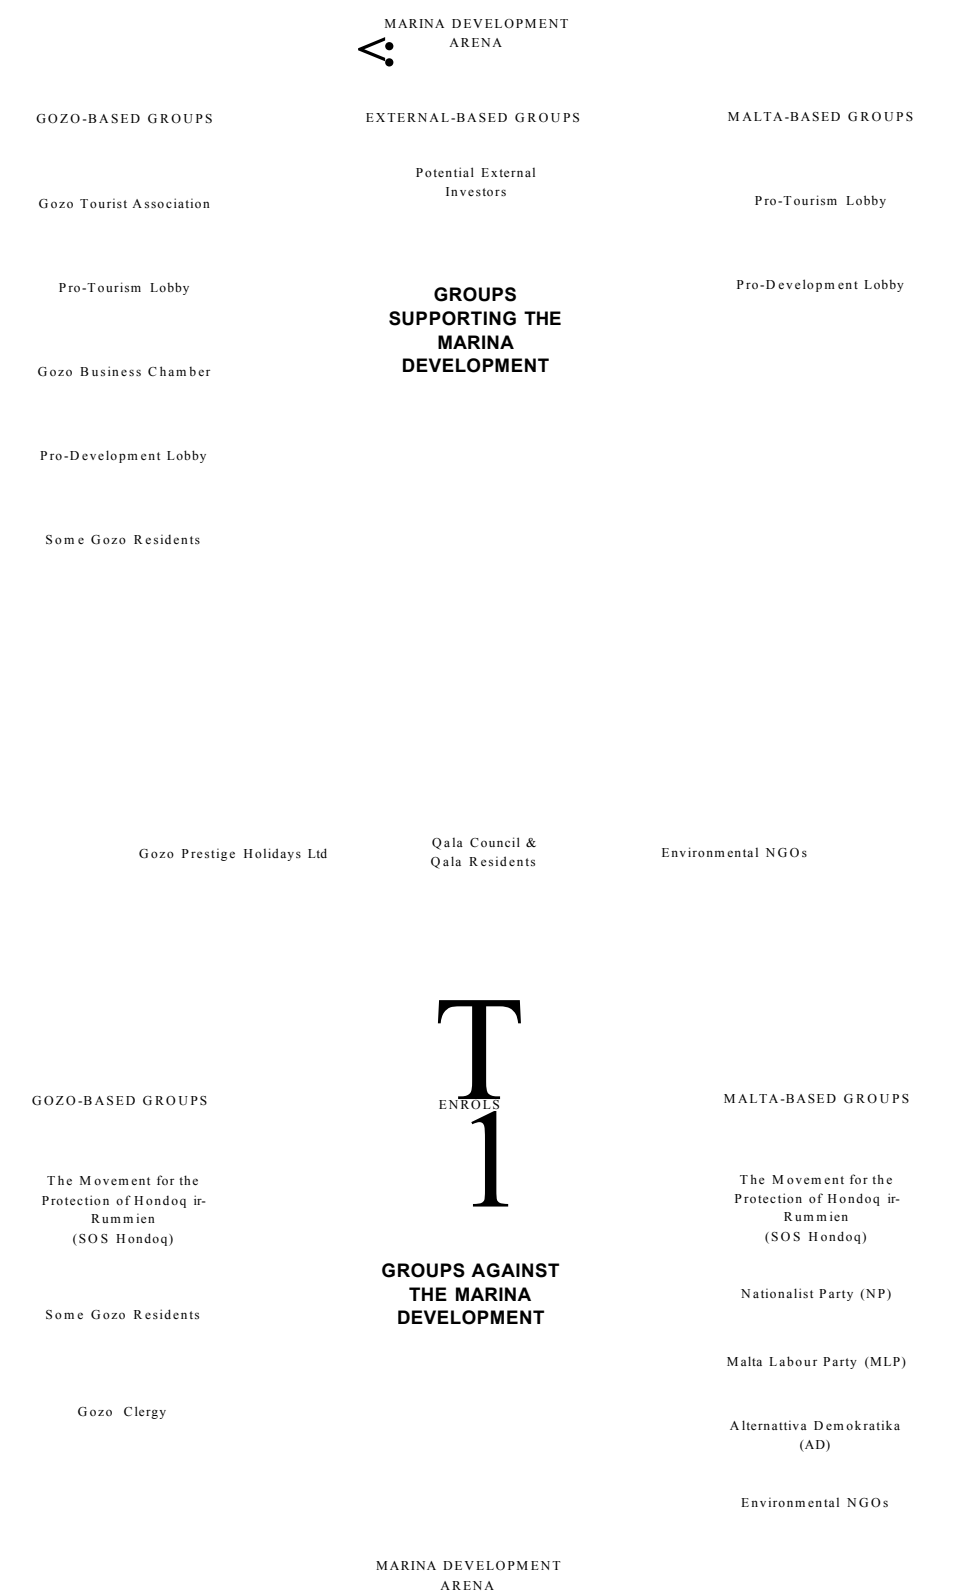 MARINA DEVELOPMENT
ARENA
<:
GOZO-BASED GROUPS
EXTERNAL-BASED GROUPS
MALTA-BASED GROUPS
Potential External
Investors
Gozo Tourist Association
Pro-Tourism Lobby
Pro-Tourism Lobby
Pro-Development Lobby
GROUPS
SUPPORTING THE
MARINA
DEVELOPMENT
Gozo Business Chamber
Pro-Development Lobby
Some Gozo Residents
Gozo Prestige Holidays Ltd
Qala Council &
Qala Residents
Environmental NGOs
T
ENROLS
l
GOZO-BASED GROUPS
MALTA-BASED GROUPS
The Movement for the
Protection of Hondoq ir-
Rummien
(SOS Hondoq)
The Movement for the
Protection of Hondoq ir-
Rummien
(SOS Hondoq)
GROUPS AGAINST
THE MARINA
DEVELOPMENT
Some Gozo Residents
Gozo Clergy
Nationalist Party (NP)
Malta Labour Party (MLP)
Alternattiva Demokratika
(AD)
Environmental NGOs
MARINA DEVELOPMENT
ARENA